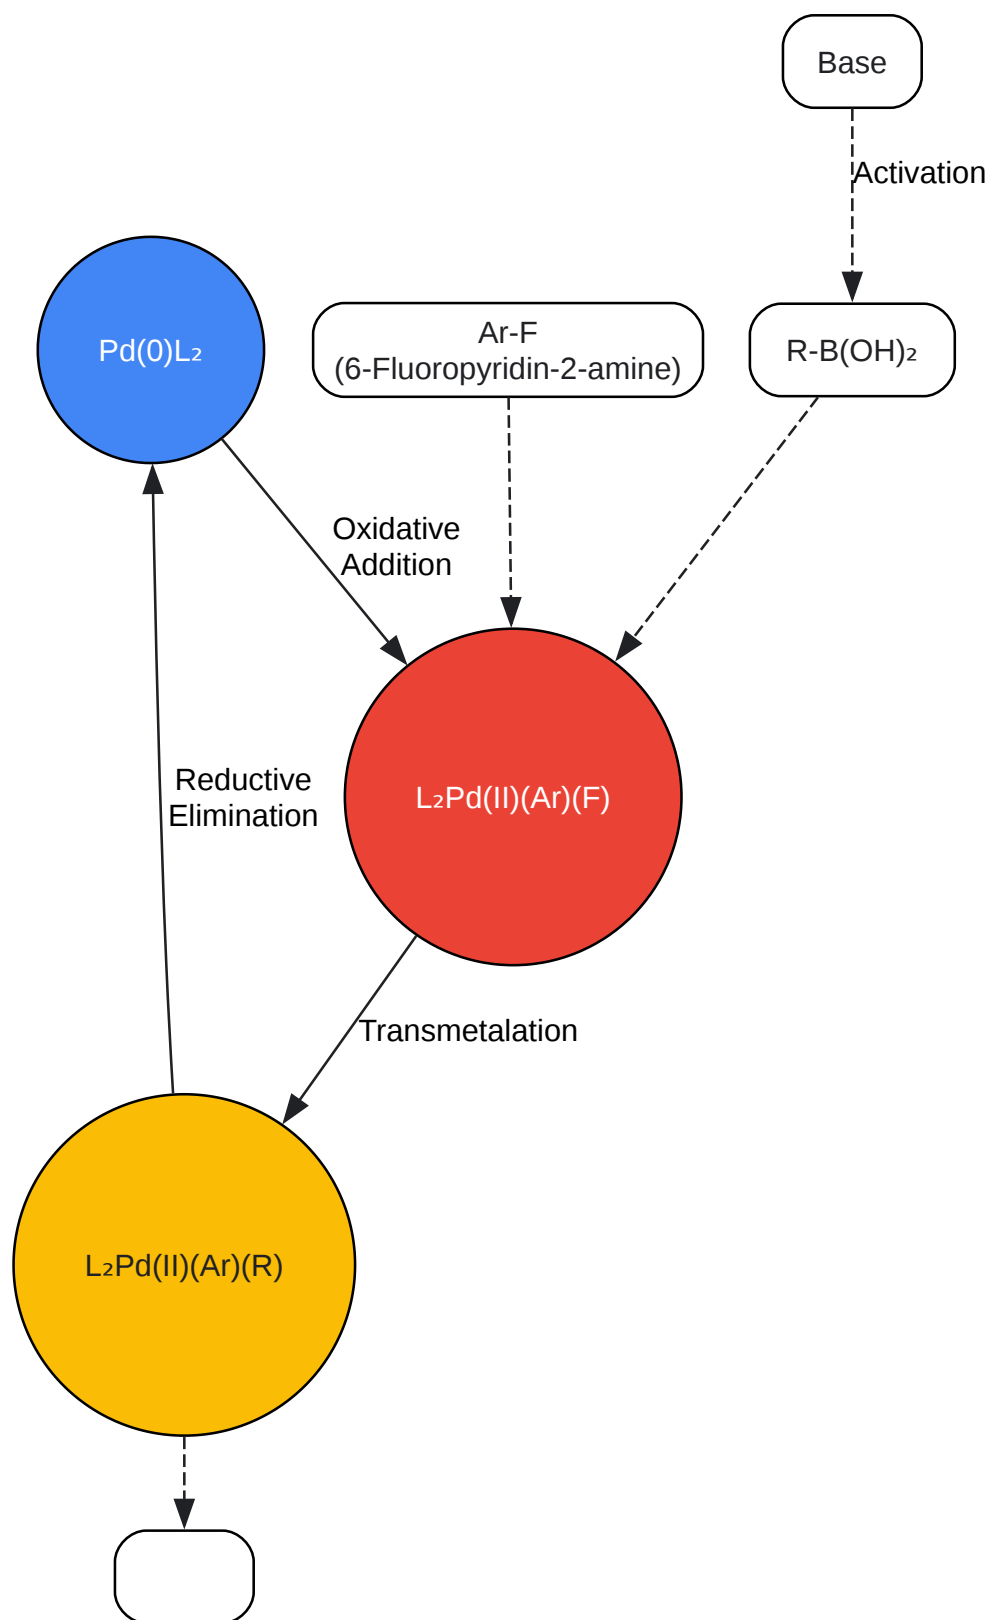 Base
Activation
Pd(0)L₂
Ar-F
(6-Fluoropyridin-2-amine)
R-B(OH)₂
Oxidative
Addition
Reductive
Elimination
L₂Pd(II)(Ar)(F)
Transmetalation
L₂Pd(II)(Ar)(R)